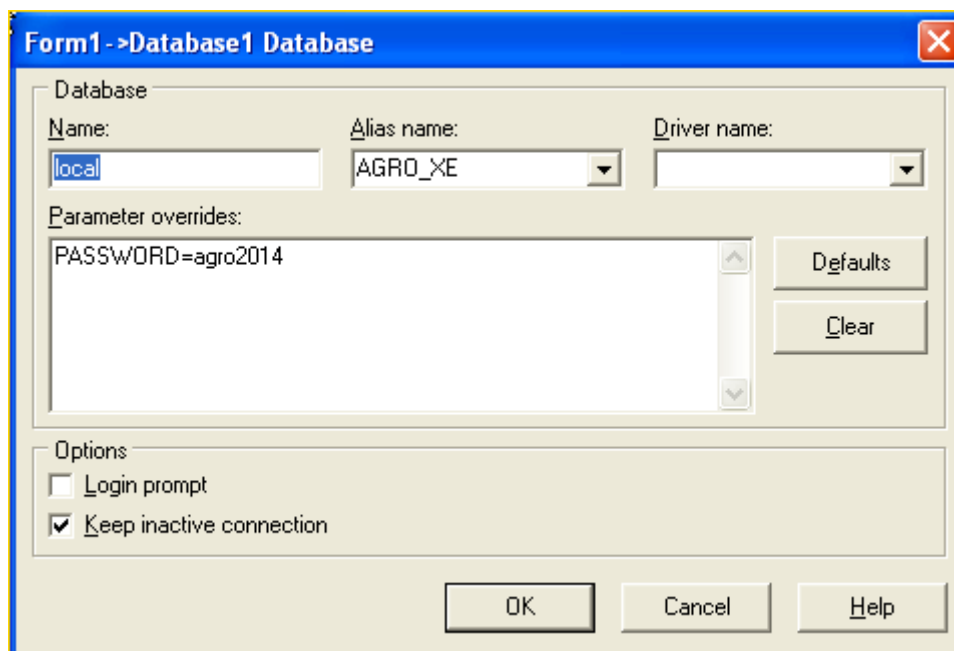 Form1->Database1 Database
Database
Name: Alias name: Driver name:
local AGRO_XE
Parameter overrides:
PASSWORD=agro2014
Defaults
Clear
Options
Login prompt
Keep inactive connection
OK Cancel Help